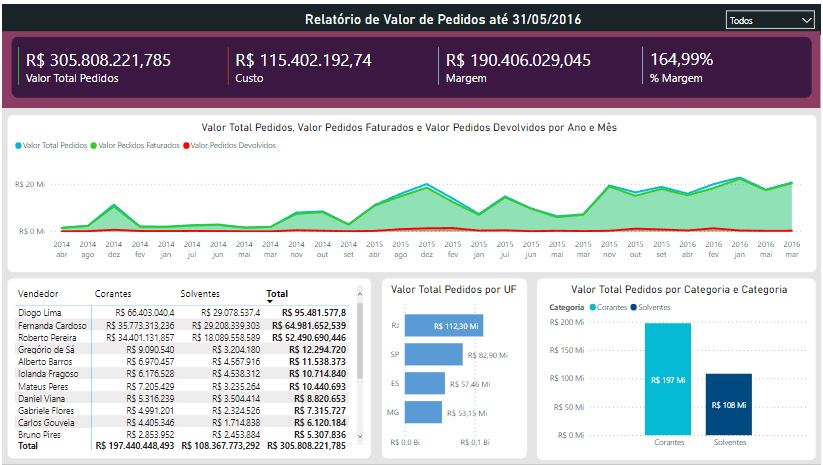 Relatório de Valor de Pedidos até 31/05/2016
Todos
R$ 305.808.221,785
Valor Total Pedidos
R$ 115.402.192,74
Custo
R$ 190.406.029,045
Margem
164,99%
% Margem
Valor Total Pedidos, Valor Pedidos Faturados e Valor Pedidos Devolvidos por Ano e Mês
Valor Total Pedidos Valor Pedidos Faturados Valor Pedidos Devolvidos
R$ 20 Mi
R$ 0 Mi
2014 2014 2014 2014 2014 2014 2014 2014 2014 2014 2014 2014 2015 2015 2015 2015 2015 2015 2015 2015 2015 2015 2015 2015 2016 2016 2016 2016 2016
abr ago dez fev jan jul jun mai mar nov out set abr ago dez fev jan jul jun mai mar nov out set abr fev jan mai mar
Vendedor Corantes Solventes Total
Diogo Lima R$ 66.403.040,4 R$ 29.078.537,4 R$ 95.481.577,8
Fernanda Cardoso R$ 35.773.313,236 R$ 29.208.339,303 R$ 64.981.652,539
Roberto Pereira R$ 34.401.131,857 R$ 18.089.558,589 R$ 52.490.690,446
Gregório de Sá R$ 9.090.540 R$ 3.204.180 R$ 12.294.720
Alberto Barros R$ 6.970.457 R$ 4.567.916 R$ 11.538.373
Iolanda Fragoso R$ 6.176.528 R$ 4.538.312 R$ 10.714.840
Mateus Peres R$ 7.205.429 R$ 3.235.264 R$ 10.440.693
Daniel Viana R$ 5.316.239 R$ 3.504.414 R$ 8.820.653
Gabriele Flores R$ 4.991.201 R$ 2.324.526 R$ 7.315.727
Carlos Gouveia R$ 4.405.346 R$ 1.714.838 R$ 6.120.184
Bruno Pires R$ 2.853.952 R$ 2.453.884 R$ 5.307.836
Total R$ 197.440.448,493 R$ 108.367.773,292 R$ 305.808.221,785
Valor Total Pedidos por UF
RJ R$ 112,30 Mi
SP R$ 82,90 Mi
ES R$ 57,46 Mi
MG R$ 53,15 Mi
R$ 0,0 Bi R$ 0,1 Bi
Valor Total Pedidos por Categoria e Categoria
Categoria Corantes Solventes
R$ 200 Mi
R$ 150 Mi
R$ 100 Mi
R$ 50 Mi
R$ 0 Mi
R$ 197 Mi
R$ 108 Mi
Corantes Solventes